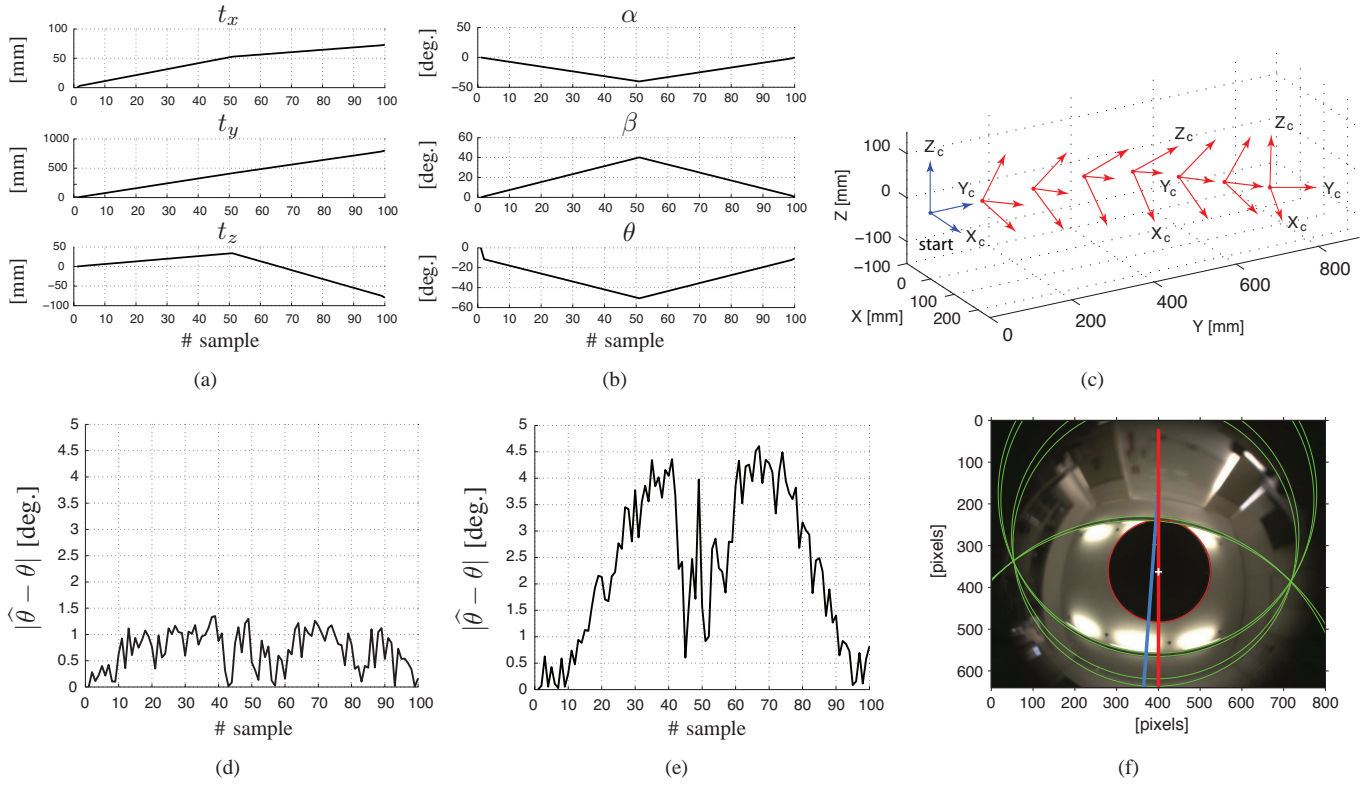 t_x
[mm]
100
50
0
0 10 20 30 40 50 60 70 80 90 100
t_y
[mm]
1000
500
0
0 10 20 30 40 50 60 70 80 90 100
t_z
[mm]
50
0
−50
−100
0 10 20 30 40 50 60 70 80 90 100
# sample
(a)
α
[deg.]
50
0
−50
0 10 20 30 40 50 60 70 80 90 100
β
[deg.]
60
40
20
0
0 10 20 30 40 50 60 70 80 90 100
θ
[deg.]
0
−20
−40
−60
0 10 20 30 40 50 60 70 80 90 100
# sample
(b)
Z [mm]
100
0
−100
−100
0
100
200
X [mm]
0
200
400
600
800
Y [mm]
Z_c
Y_c
X_c
start
Z_c
Y_c
X_c
Z_c
Y_c
X_c
(c)
|θ̂ − θ| [deg.]
5
4.5
4
3.5
3
2.5
2
1.5
1
0.5
0
0 10 20 30 40 50 60 70 80 90 100
# sample
(d)
|θ̂ − θ| [deg.]
5
4.5
4
3.5
3
2.5
2
1.5
1
0.5
0
0 10 20 30 40 50 60 70 80 90 100
# sample
(e)
[pixels]
0
100
200
300
400
500
600
0 100 200 300 400 500 600 700 800
[pixels]
(f)